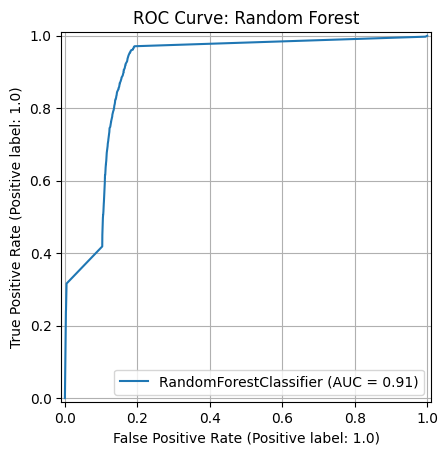 ROC Curve: Random Forest
True Positive Rate (Positive label: 1.0)
1.0
0.8
0.6
0.4
0.2
0.0
RandomForestClassifier (AUC = 0.91)
0.0 0.2 0.4 0.6 0.8 1.0
False Positive Rate (Positive label: 1.0)